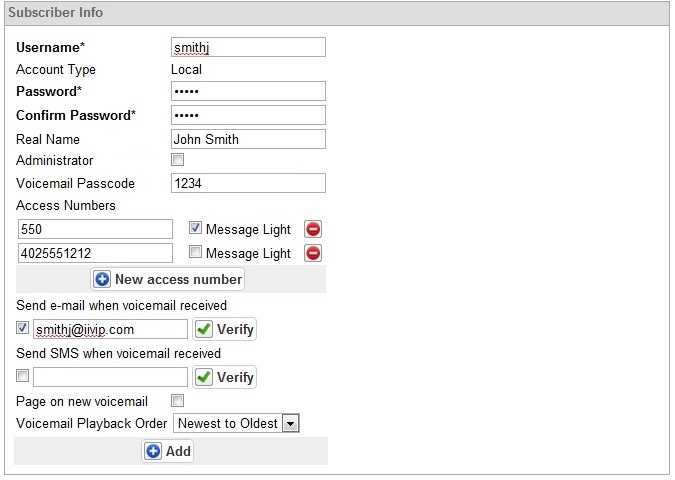 Subscriber Info
Username* smithj
Account Type Local
Password* •••••
Confirm Password* •••••
Real Name John Smith
Administrator
Voicemail Passcode 1234
Access Numbers
550 Message Light
4025551212 Message Light
New access number
Send e-mail when voicemail received
smithj@iivip.com Verify
Send SMS when voicemail received
Verify
Page on new voicemail
Voicemail Playback Order Newest to Oldest
Add